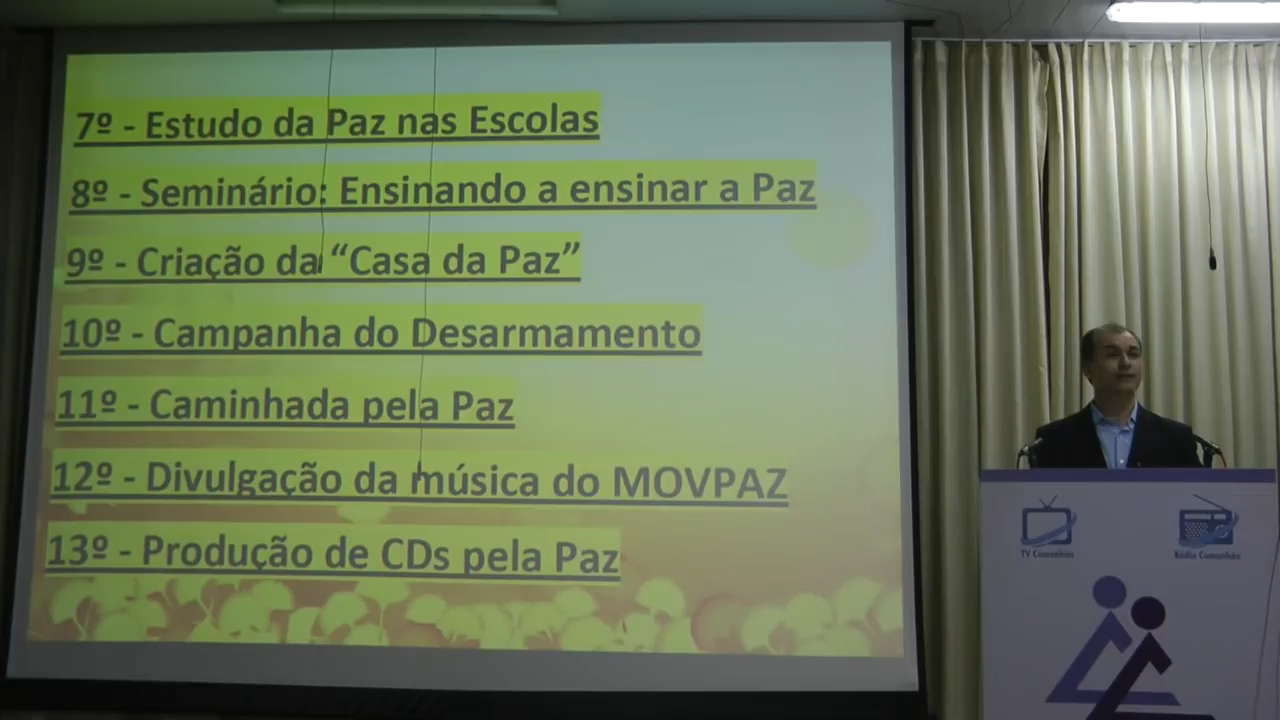 7º - Estudo da Paz nas Escolas
8º - Seminário: Ensinando a ensinar a Paz
9º - Criação da “Casa da Paz”
10º - Campanha do Desarmamento
11º - Caminhada pela Paz
12º - Divulgação da música do MOVPAZ
13º - Produção de CDs pela Paz
TV Comunhão
Rádio Comunhão